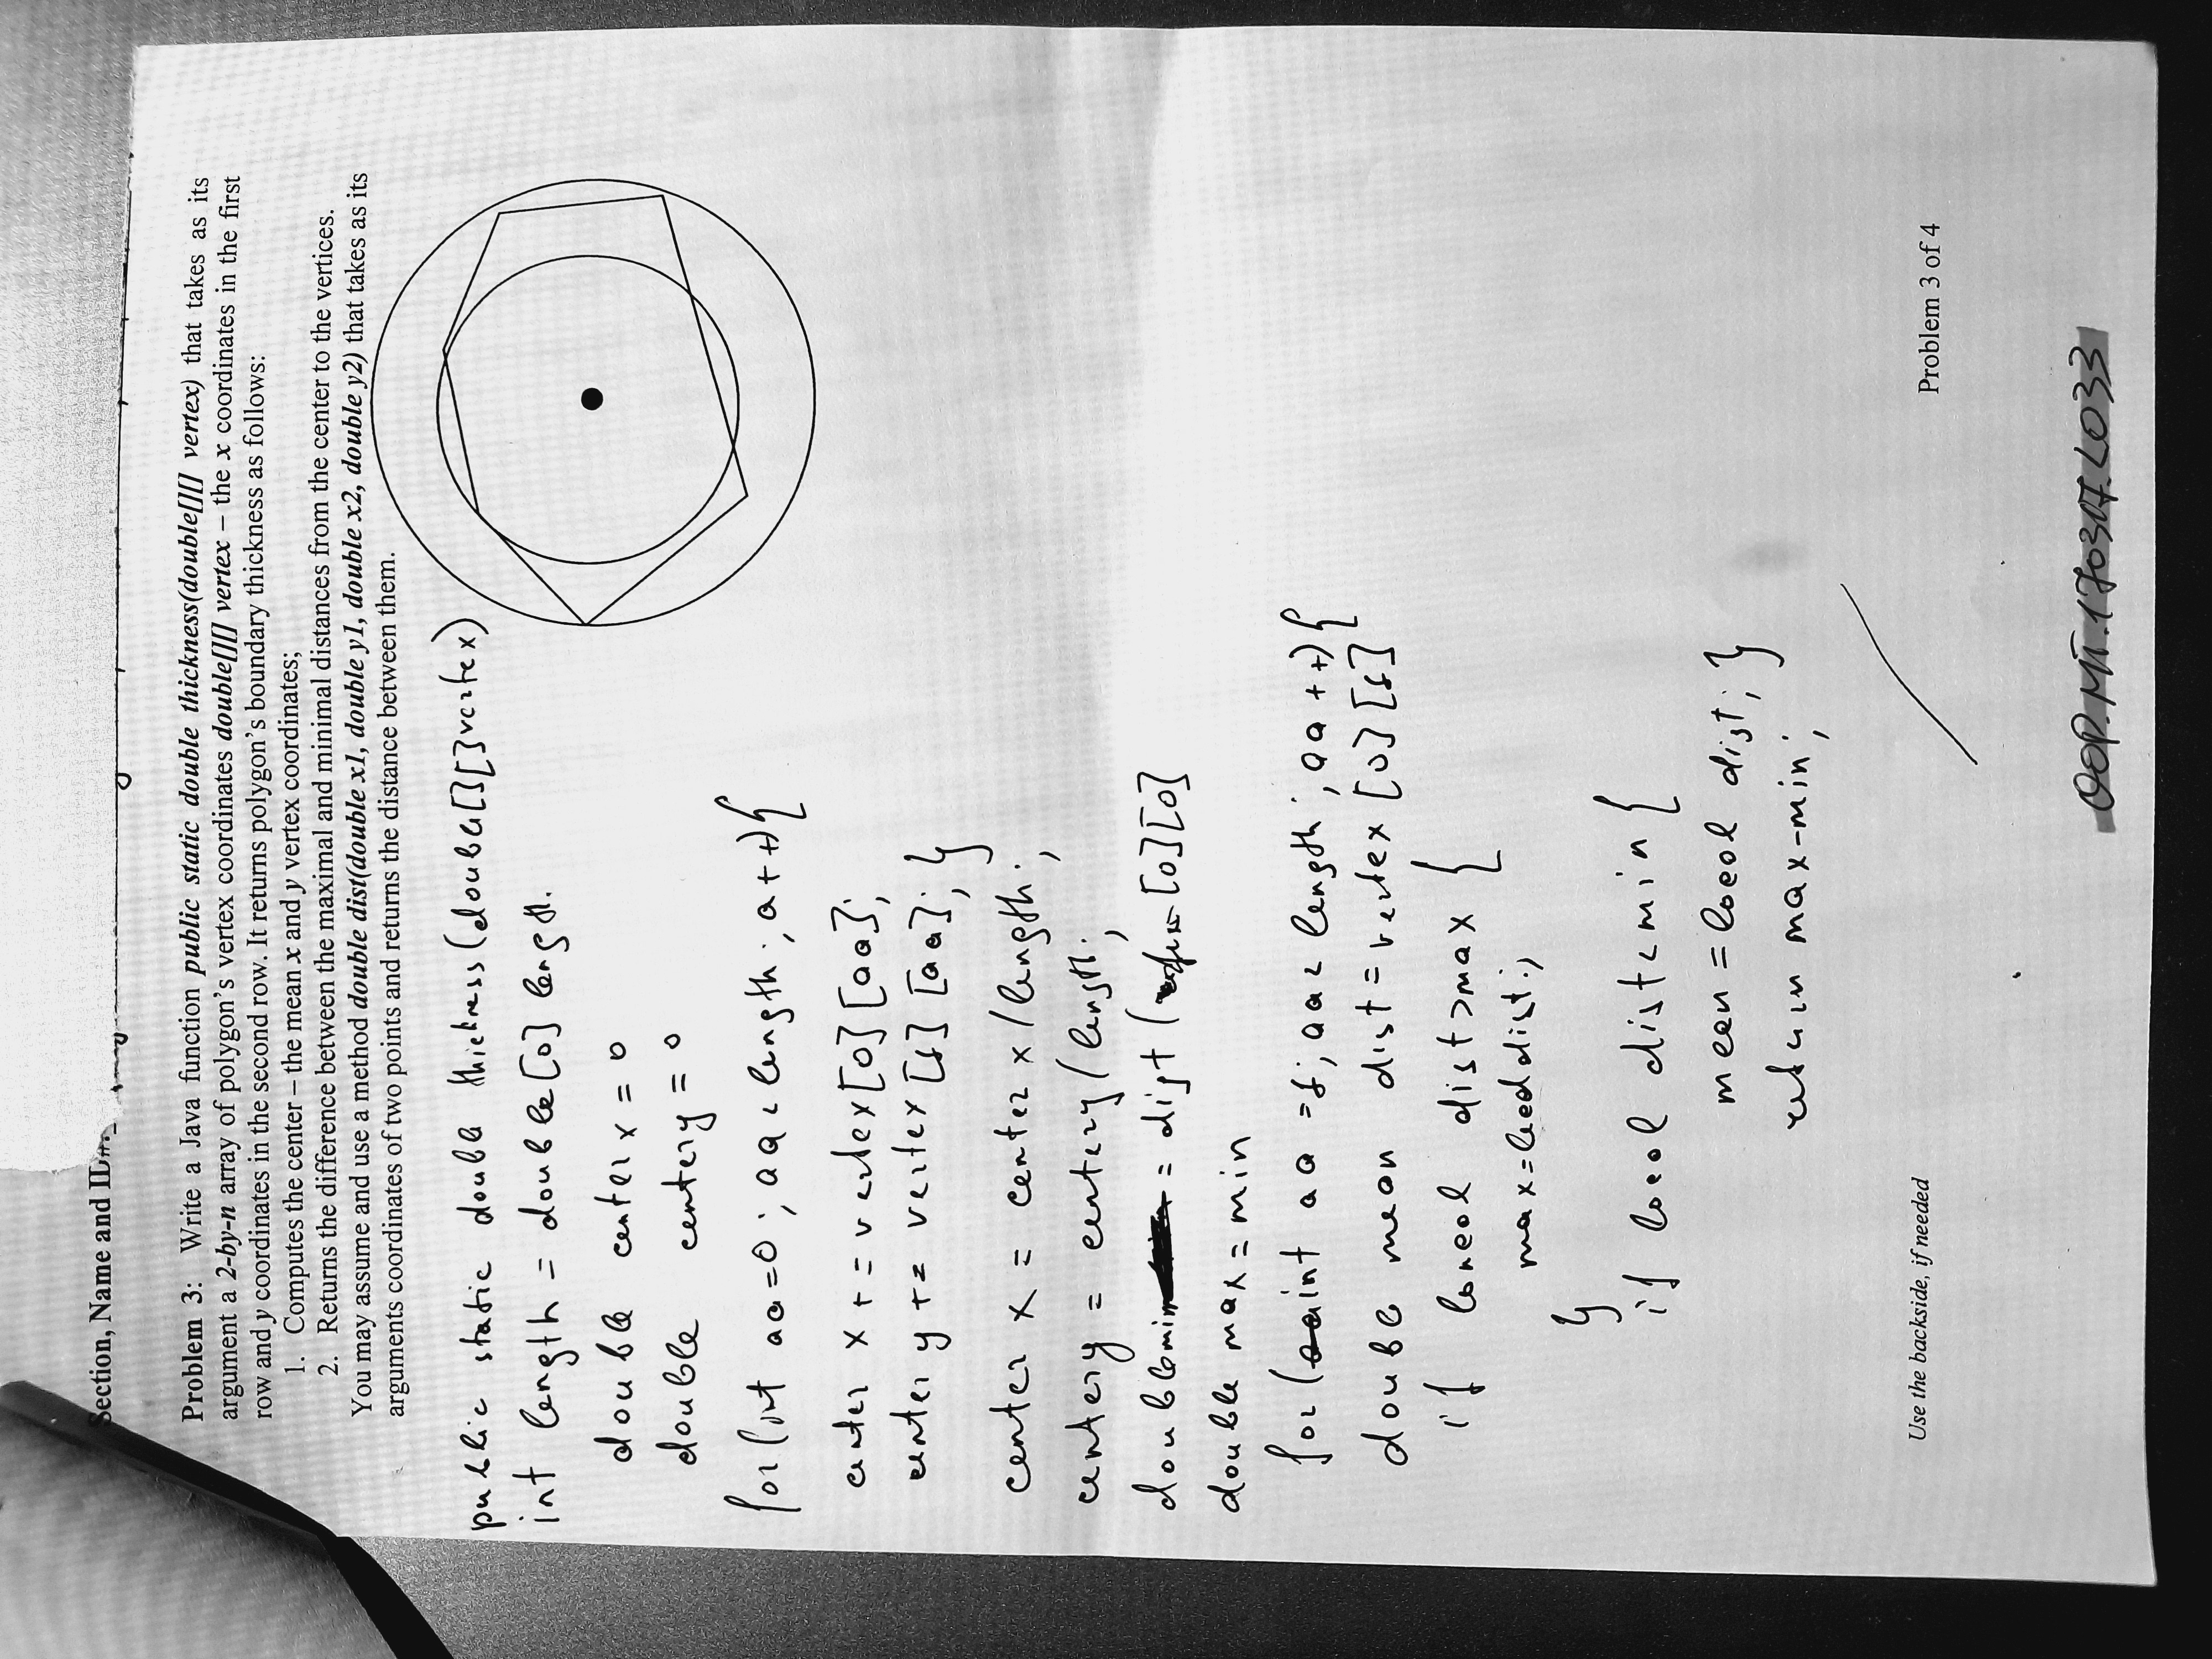 Section, Name and ID#:
Problem 3: Write a Java function public static double thickness(double[][] vertex) that takes as its
argument a 2-by-n array of polygon's vertex coordinates double[][] vertex – the x coordinates in the first
row and y coordinates in the second row. It returns polygon's boundary thickness as follows:
1. Computes the center – the mean x and y vertex coordinates;
2. Returns the difference between the maximal and minimal distances from the center to the vertices.
You may assume and use a method double dist(double x1, double y1, double x2, double y2) that takes as its
arguments coordinates of two points and returns the distance between them.
public static double thickness (double[][]vertex)
int length = double[0] length.
double center x = 0
double centery = 0
for (int aa=0; aa < length; a++){
center x += vertex[0][aa];
center y += vertex [1] [aa]; }
center x = center x / length;
centery = centery / length;
double min = dist ( [0][0]
double max = min
for (int aa =1; aa < length; aa ++){
double mean dist = vertex [0][1]
if dist>max {
max= dist;
}
if local dist<min {
mean = local dist; }
return max-min;
Use the backside, if needed
Problem 3 of 4
OOP.MT.170317.L033